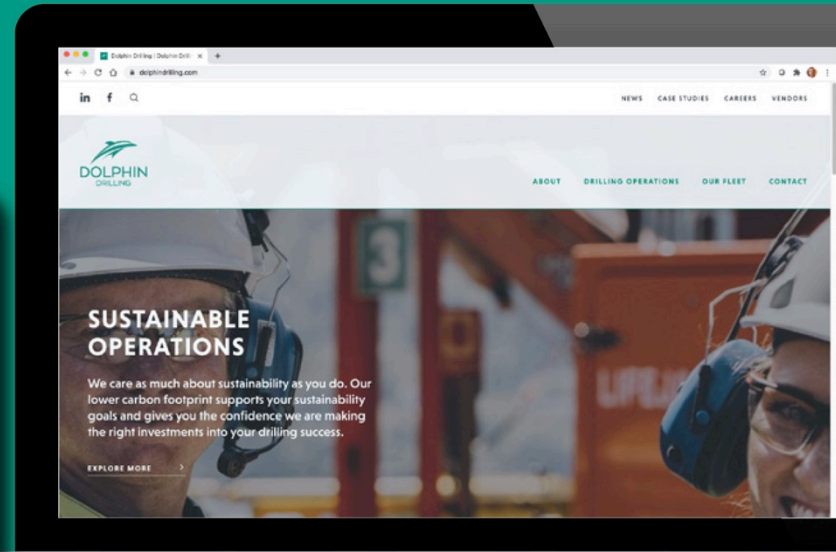 Dolphin Drilling | Dolphin Drill
dolphindrilling.com
in f
NEWS CASE STUDIES CAREERS VENDORS
DOLPHIN
DRILLING
ABOUT DRILLING OPERATIONS OUR FLEET CONTACT
3
0
LIFEJ
SUSTAINABLE
OPERATIONS
We care as much about sustainability as you do. Our
lower carbon footprint supports your sustainability
goals and gives you the confidence we are making
the right investments into your drilling success.
EXPLORE MORE >